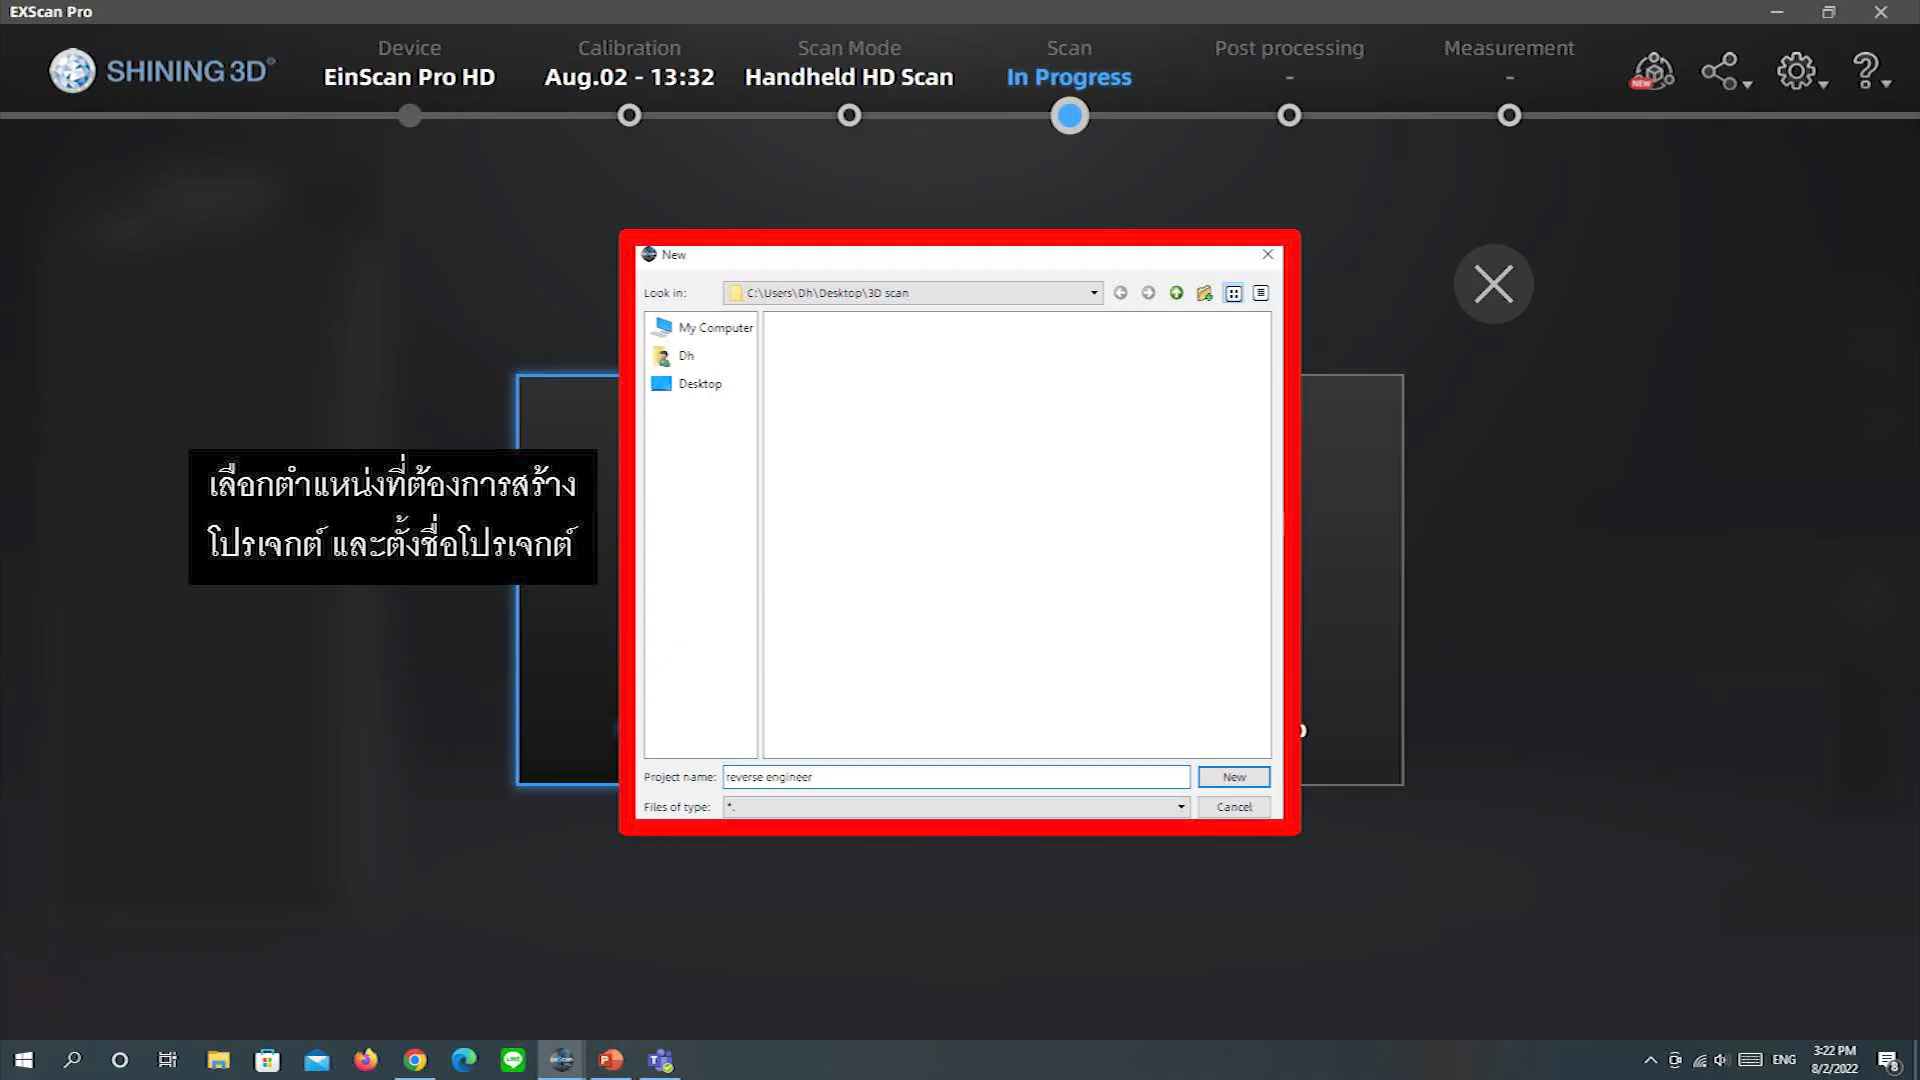 EXScan Pro
SHINING 3D®
Device
EinScan Pro HD
Calibration
Aug.02 - 13:32
Scan Mode
Handheld HD Scan
Scan
In Progress
Post processing
-
Measurement
-
NEW
New
Look in:
C:\Users\Dh\Desktop\3D scan
My Computer
Dh
Desktop
เลือกตำแหน่งที่ต้องการสร้าง
โปรเจกต์ และตั้งชื่อโปรเจกต์
Project name:
reverse engineer
New
Files of type:
*.
Cancel
ENG
3:22 PM
8/2/2022
8